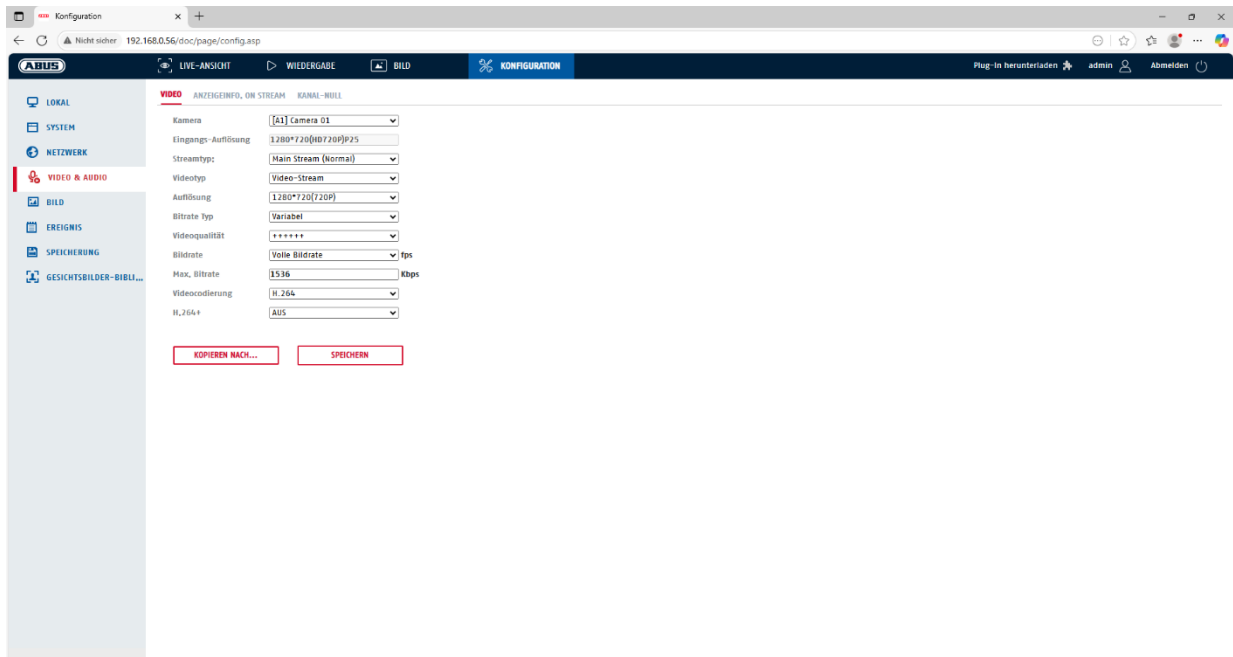 Konfiguration
Nicht sicher 192.168.0.56/doc/page/config.asp
ABUS LIVE-ANSICHT WIEDERGABE BILD KONFIGURATION Plug-In herunterladen admin Abmelden
LOKAL
SYSTEM
NETZWERK
VIDEO & AUDIO
BILD
EREIGNIS
SPEICHERUNG
GESICHTSBILDER-BIBLI...
VIDEO ANZEIGEINFO. ON STREAM KANAL-NULL
Kamera [A1] Camera 01
Eingangs-Auflösung 1280*720(HD720P)P25
Streamtyp: Main Stream (Normal)
Videotyp Video-Stream
Auflösung 1280*720(720P)
Bitrate Typ Variabel
Videoqualität ++++++
Bildrate Volle Bildrate fps
Max. Bitrate 1536 Kbps
Videocodierung H.264
H.264+ AUS
KOPIEREN NACH... SPEICHERN